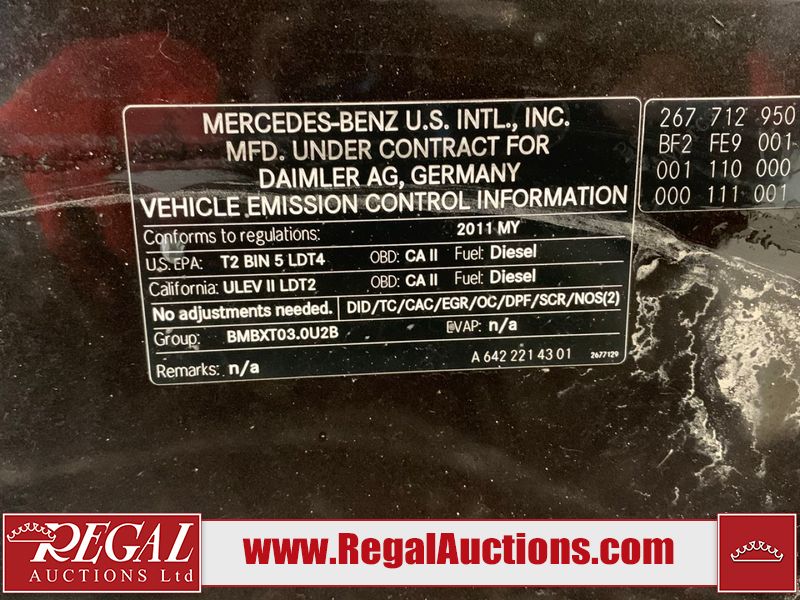 MERCEDES-BENZ U.S. INTL., INC.
MFD. UNDER CONTRACT FOR
DAIMLER AG, GERMANY
VEHICLE EMISSION CONTROL INFORMATION
Conforms to regulations: 2011 MY
U.S. EPA: T2 BIN 5 LDT4 OBD: CA II Fuel: Diesel
California: ULEV II LDT2 OBD: CA II Fuel: Diesel
No adjustments needed. DID/TC/CAC/EGR/OC/DPF/SCR/NOS(2)
Group: BMBXT03.0U2B EVAP: n/a
Remarks: n/a A 642 221 43 01 2677129
267 712 950
BF2 FE9 001
001 110 000
000 111 001
REGAL
AUCTIONS Ltd
www.RegalAuctions.com